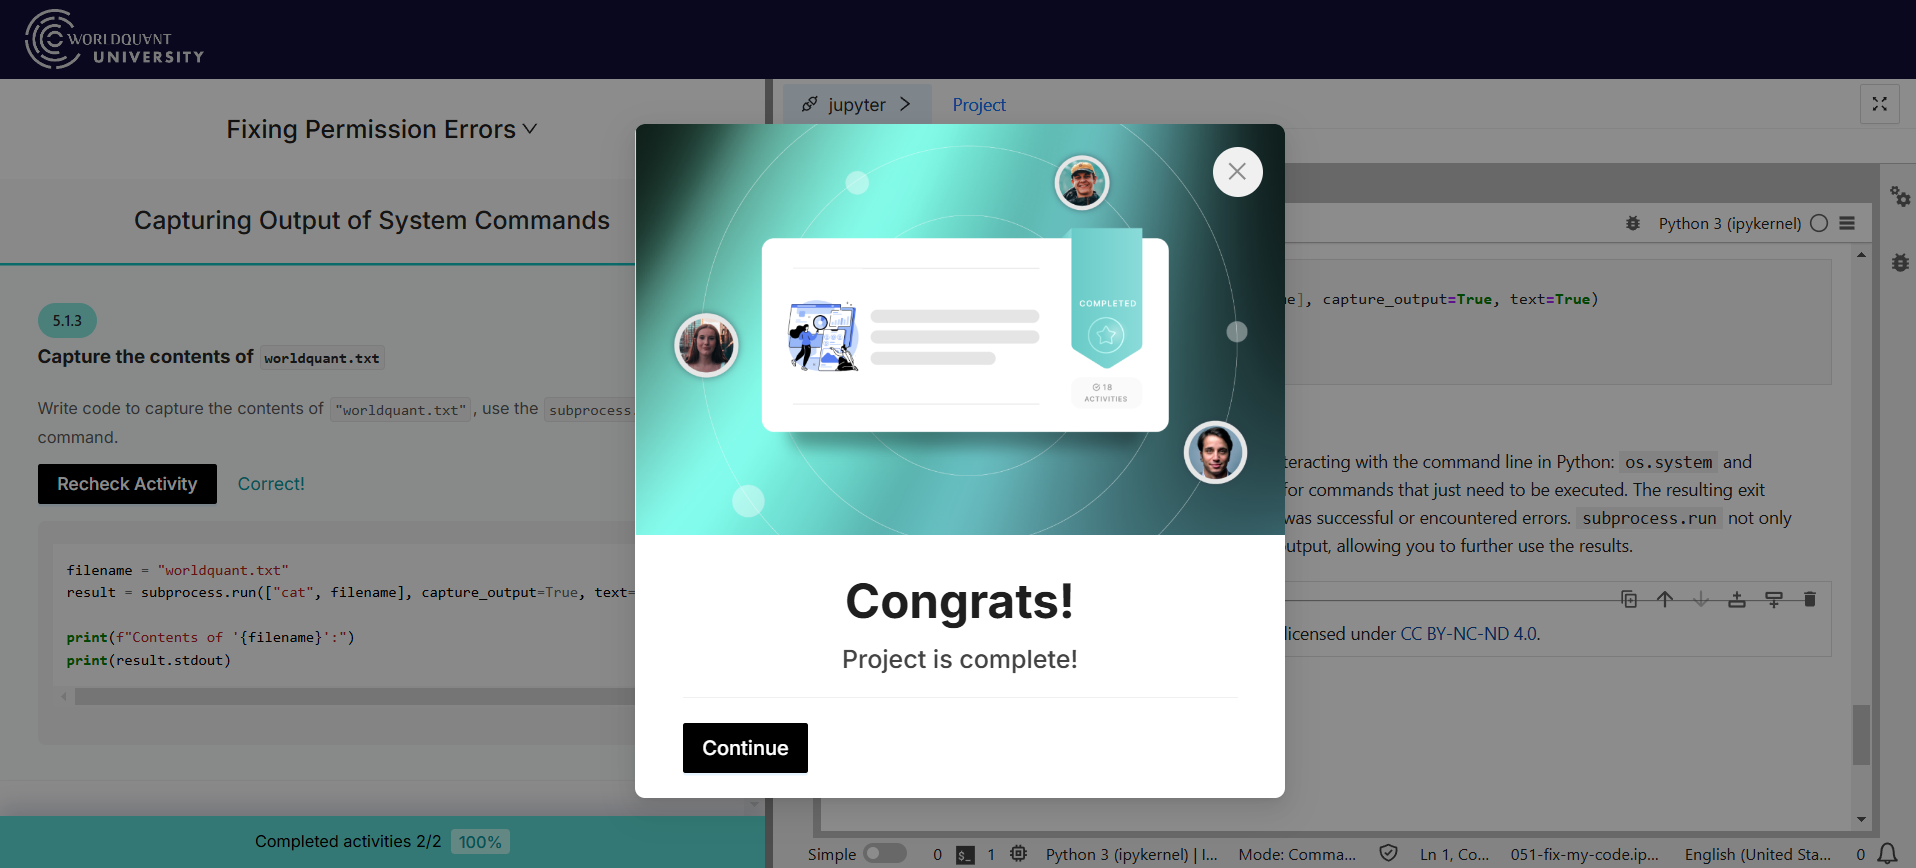 WORLDQUANT
UNIVERSITY
Fixing Permission Errors
Capturing Output of System Commands
5.1.3
Capture the contents of worldquant.txt
Write code to capture the contents of "worldquant.txt", use the subprocess.
command.
Recheck Activity
Correct!
filename = "worldquant.txt"
result = subprocess.run(["cat", filename], capture_output=True, text=
print(f"Contents of '{filename}':")
print(result.stdout)
Completed activities 2/2 100%
jupyter
Project
Python 3 (ipykernel)
e], capture_output=True, text=True)
teracting with the command line in Python: os.system and
for commands that just need to be executed. The resulting exit
was successful or encountered errors. subprocess.run not only
utput, allowing you to further use the results.
licensed under CC BY-NC-ND 4.0.
COMPLETED
18
ACTIVITIES
Congrats!
Project is complete!
Continue
Simple 0 $_ 1 Python 3 (ipykernel) | I... Mode: Comma... Ln 1, Co... 051-fix-my-code.ip... English (United Sta... 0